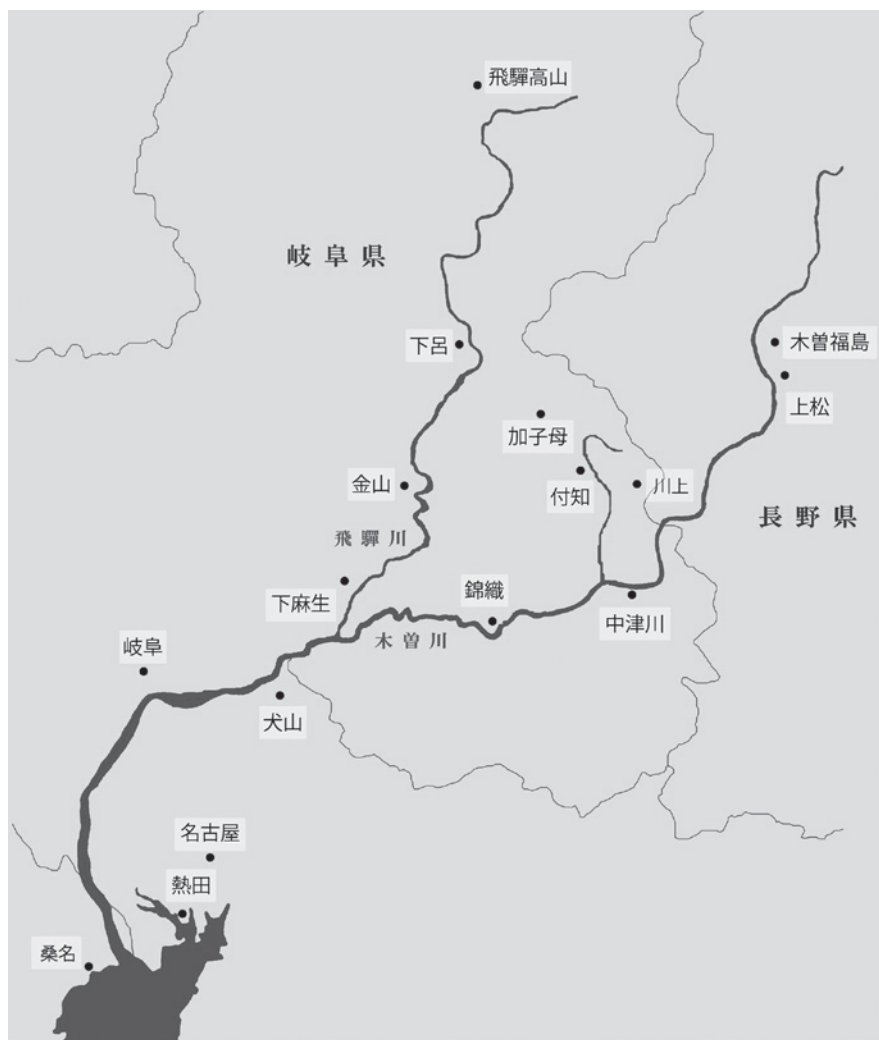 飛驒高山
岐阜県
下呂
木曽福島
上松
加子母
金山
付知
川上
長野県
飛驒川
下麻生
錦織
中津川
木曽川
岐阜
犬山
名古屋
熱田
桑名